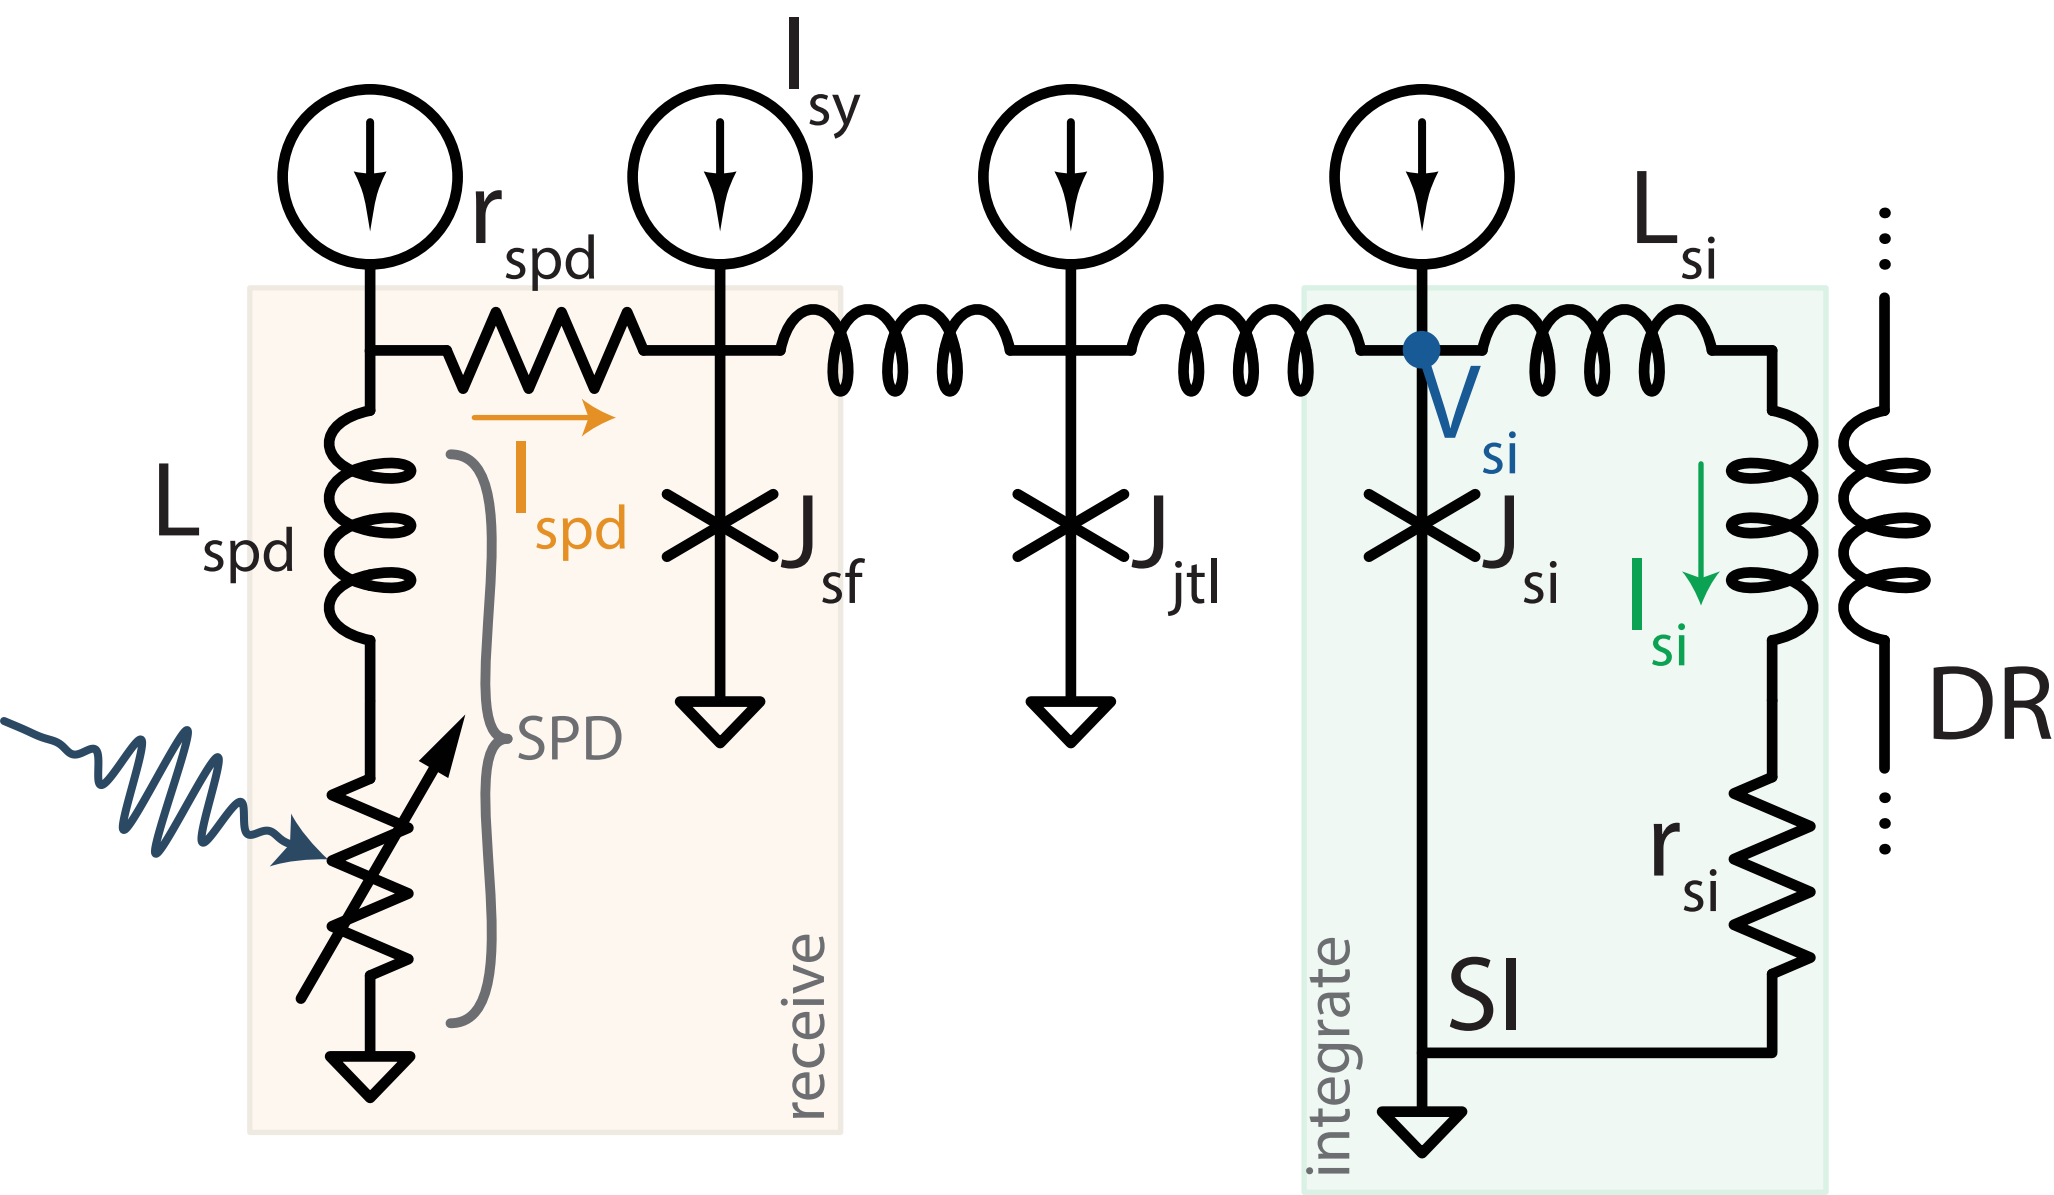 I sy
r spd
L si
V si
L spd
I spd
J sf
J jtl
J si
I si
SPD
DR
r si
receive
integrate
SI